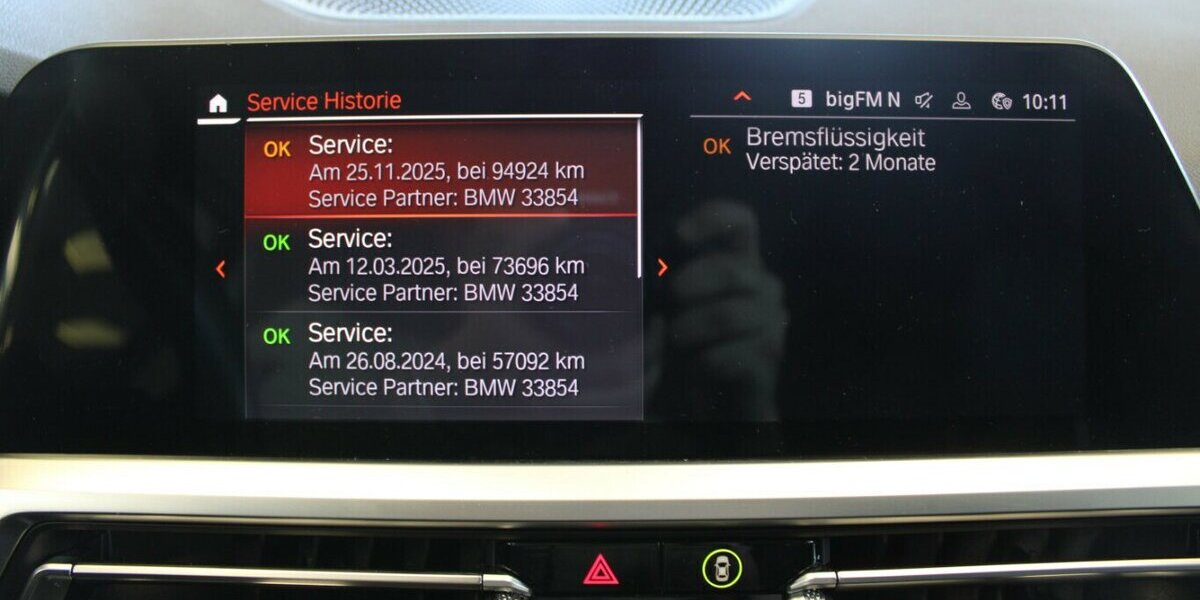 Service Historie
5 bigFM N 10:11
OK Service:
Am 25.11.2025, bei 94924 km
Service Partner: BMW 33854
OK Service:
Am 12.03.2025, bei 73696 km
Service Partner: BMW 33854
OK Service:
Am 26.08.2024, bei 57092 km
Service Partner: BMW 33854
OK Bremsflüssigkeit
Verspätet: 2 Monate